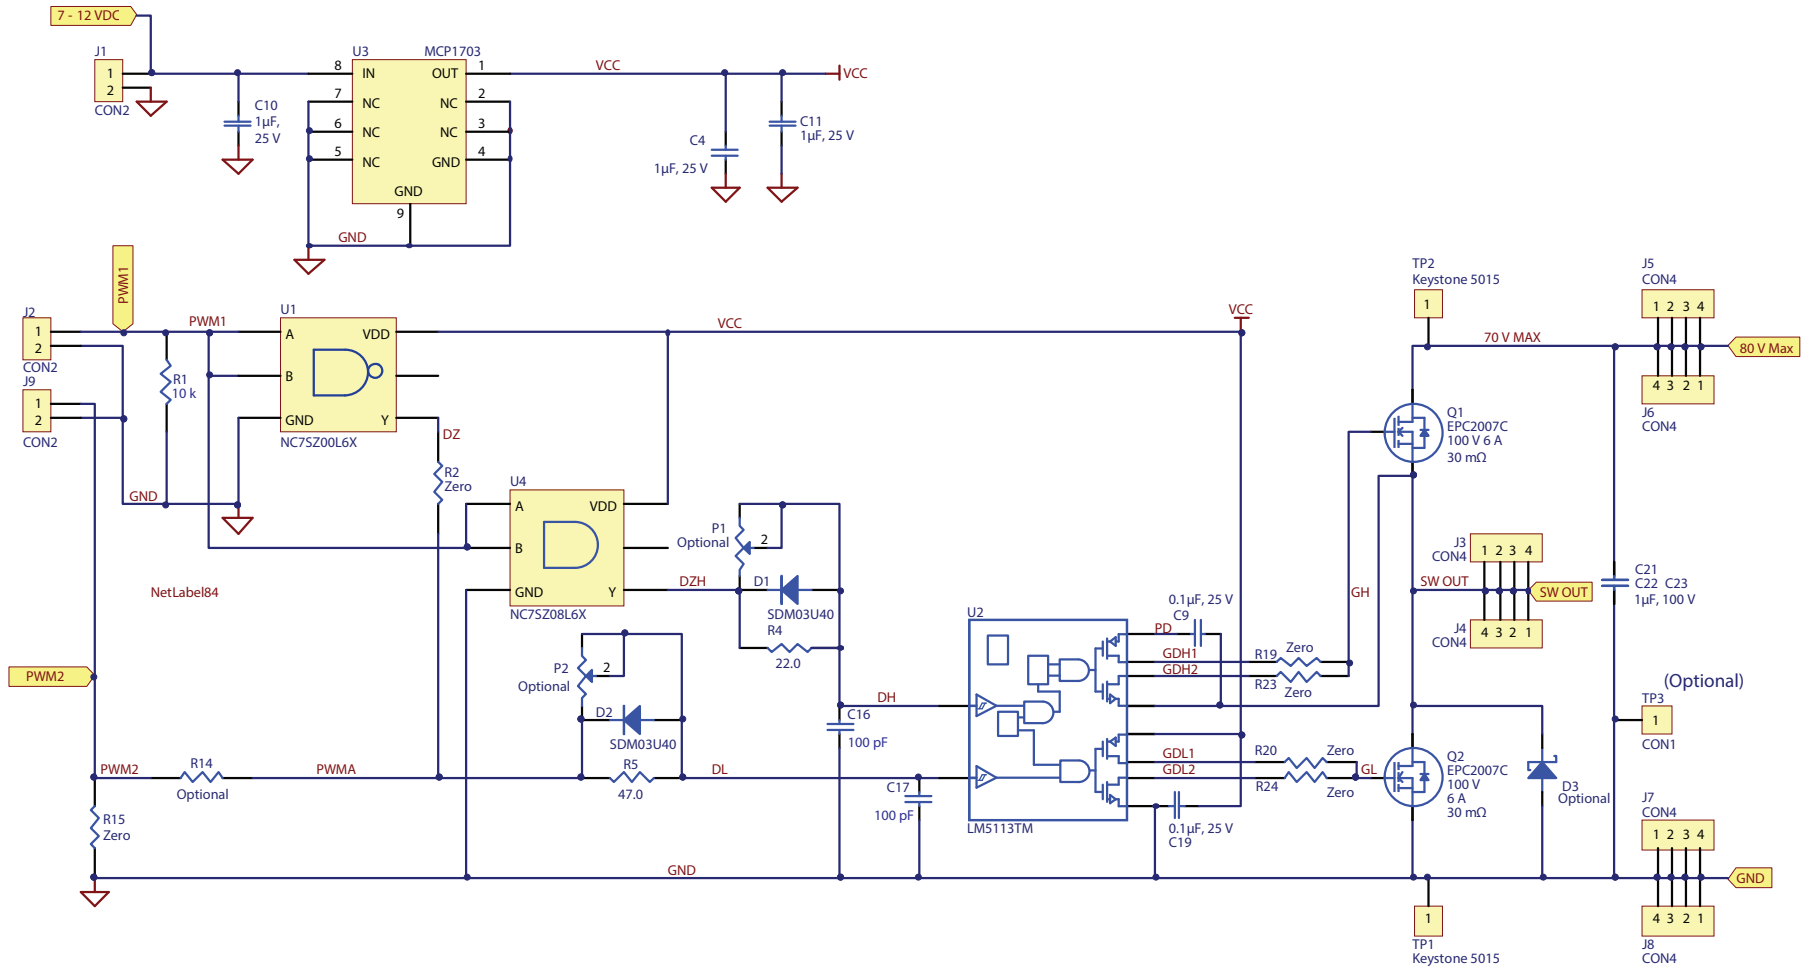 7 - 12 VDC
J1
1
2
CON2
C10
1µF,
25 V
U3
MCP1703
8
IN
OUT
1
7
NC
NC
2
6
NC
NC
3
5
NC
GND
4
GND
9
GND
VCC
VCC
C4
1µF, 25 V
C11
1µF, 25 V
PWM1
J2
1
2
CON2
J9
1
2
CON2
PWM1
R1
10 k
GND
U1
A
VDD
B
GND
Y
NC7SZ00L6X
VCC
VCC
DZ
R2
Zero
U4
A
VDD
B
GND
Y
NC7SZ08L6X
NetLabel84
DZH
P1
Optional
2
D1
SDM03U40
R4
22.0
P2
Optional
2
D2
SDM03U40
R5
47.0
PWM2
PWM2
R14
Optional
PWMA
R15
Zero
DH
C16
100 pF
DL
C17
100 pF
GND
U2
LM5113TM
0.1µF, 25 V
C9
PD
GDH1
GDH2
R19
Zero
R23
Zero
GH
GDL1
GDL2
R20
Zero
R24
Zero
GL
0.1µF, 25 V
C19
TP2
Keystone 5015
1
70 V MAX
J5
CON4
1 2 3 4
80 V Max
4 3 2 1
J6
CON4
Q1
EPC2007C
100 V 6 A
30 mΩ
J3
CON4
1 2 3 4
SW OUT
SW OUT
J4
CON4
4 3 2 1
C21
C22 C23
1µF, 100 V
(Optional)
TP3
1
CON1
Q2
EPC2007C
100 V
6 A
30 mΩ
D3
Optional
J7
CON4
1 2 3 4
GND
4 3 2 1
J8
CON4
1
TP1
Keystone 5015